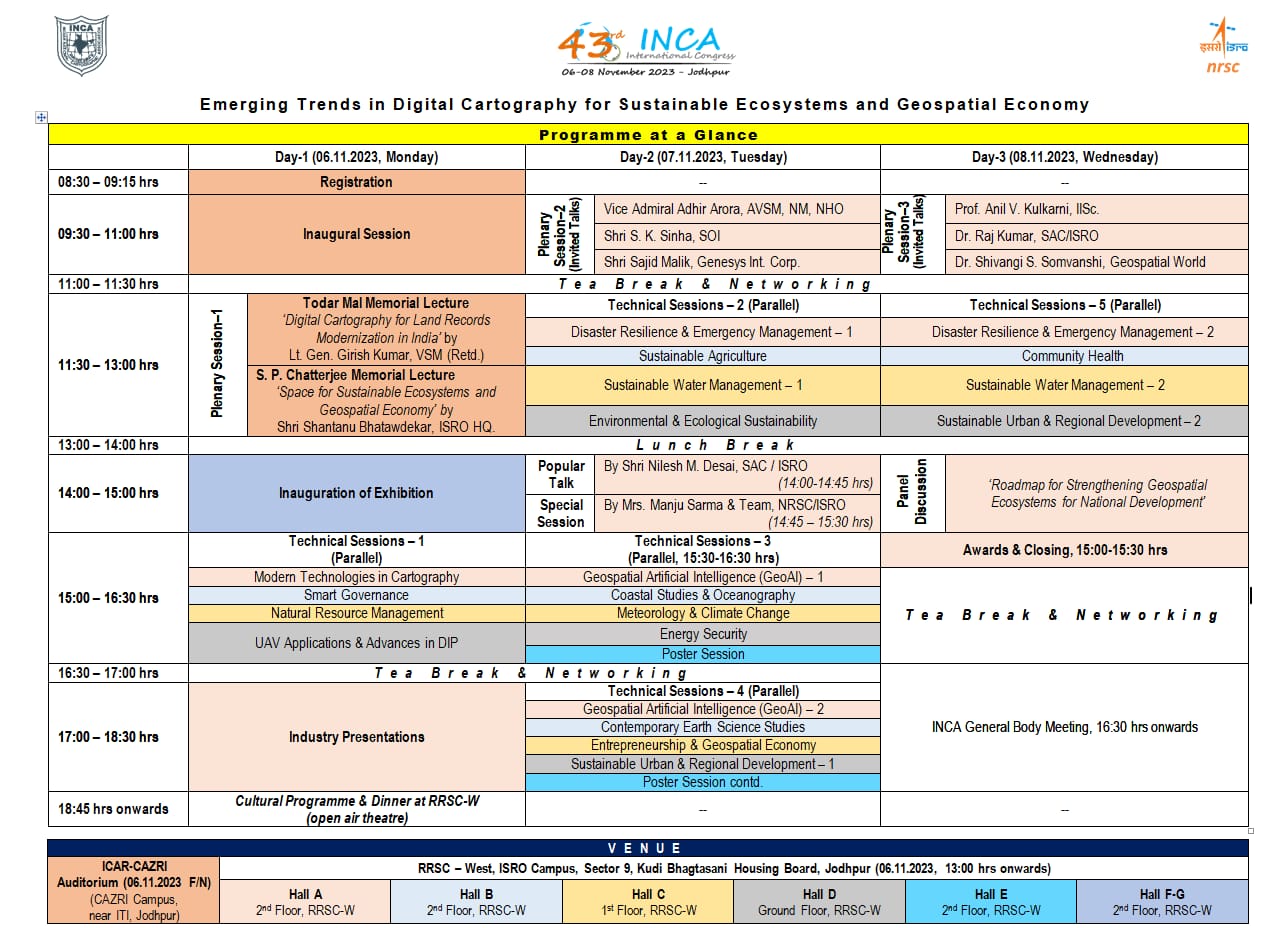 INCA
43rd INCA
International Congress
06-08 November 2023 - Jodhpur
इसरो isro
nrsc
Emerging Trends in Digital Cartography for Sustainable Ecosystems and Geospatial Economy
Programme at a Glance
Day-1 (06.11.2023, Monday)
Day-2 (07.11.2023, Tuesday)
Day-3 (08.11.2023, Wednesday)
08:30 – 09:15 hrs
Registration
--
--
09:30 – 11:00 hrs
Inaugural Session
Plenary
Session–2
(Invited Talks)
Vice Admiral Adhir Arora, AVSM, NM, NHO
Shri S. K. Sinha, SOI
Shri Sajid Malik, Genesys Int. Corp.
Plenary
Session–3
(Invited Talks)
Prof. Anil V. Kulkarni, IISc.
Dr. Raj Kumar, SAC/ISRO
Dr. Shivangi S. Somvanshi, Geospatial World
11:00 – 11:30 hrs
Tea Break & Networking
11:30 – 13:00 hrs
Plenary Session–1
Todar Mal Memorial Lecture
‘Digital Cartography for Land Records
Modernization in India’ by
Lt. Gen. Girish Kumar, VSM (Retd.)
S. P. Chatterjee Memorial Lecture
‘Space for Sustainable Ecosystems and
Geospatial Economy’ by
Shri Shantanu Bhatawdekar, ISRO HQ.
Technical Sessions – 2 (Parallel)
Disaster Resilience & Emergency Management – 1
Sustainable Agriculture
Sustainable Water Management – 1
Environmental & Ecological Sustainability
Technical Sessions – 5 (Parallel)
Disaster Resilience & Emergency Management – 2
Community Health
Sustainable Water Management – 2
Sustainable Urban & Regional Development – 2
13:00 – 14:00 hrs
Lunch Break
14:00 – 15:00 hrs
Inauguration of Exhibition
Popular
Talk
By Shri Nilesh M. Desai, SAC / ISRO
(14:00-14:45 hrs)
Special
Session
By Mrs. Manju Sarma & Team, NRSC/ISRO
(14:45 – 15:30 hrs)
Panel
Discussion
‘Roadmap for Strengthening Geospatial
Ecosystems for National Development’
15:00 – 16:30 hrs
Technical Sessions – 1
(Parallel)
Modern Technologies in Cartography
Smart Governance
Natural Resource Management
UAV Applications & Advances in DIP
Technical Sessions – 3
(Parallel, 15:30-16:30 hrs)
Geospatial Artificial Intelligence (GeoAI) – 1
Coastal Studies & Oceanography
Meteorology & Climate Change
Energy Security
Poster Session
Awards & Closing, 15:00-15:30 hrs
Tea Break & Networking
16:30 – 17:00 hrs
Tea Break & Networking
17:00 – 18:30 hrs
Industry Presentations
Technical Sessions – 4 (Parallel)
Geospatial Artificial Intelligence (GeoAI) – 2
Contemporary Earth Science Studies
Entrepreneurship & Geospatial Economy
Sustainable Urban & Regional Development – 1
Poster Session contd.
INCA General Body Meeting, 16:30 hrs onwards
18:45 hrs onwards
Cultural Programme & Dinner at RRSC-W
(open air theatre)
--
--
VENUE
ICAR-CAZRI
Auditorium (06.11.2023 F/N)
(CAZRI Campus,
near ITI, Jodhpur)
RRSC – West, ISRO Campus, Sector 9, Kudi Bhagtasani Housing Board, Jodhpur (06.11.2023, 13:00 hrs onwards)
Hall A
2nd Floor, RRSC-W
Hall B
2nd Floor, RRSC-W
Hall C
1st Floor, RRSC-W
Hall D
Ground Floor, RRSC-W
Hall E
2nd Floor, RRSC-W
Hall F-G
2nd Floor, RRSC-W